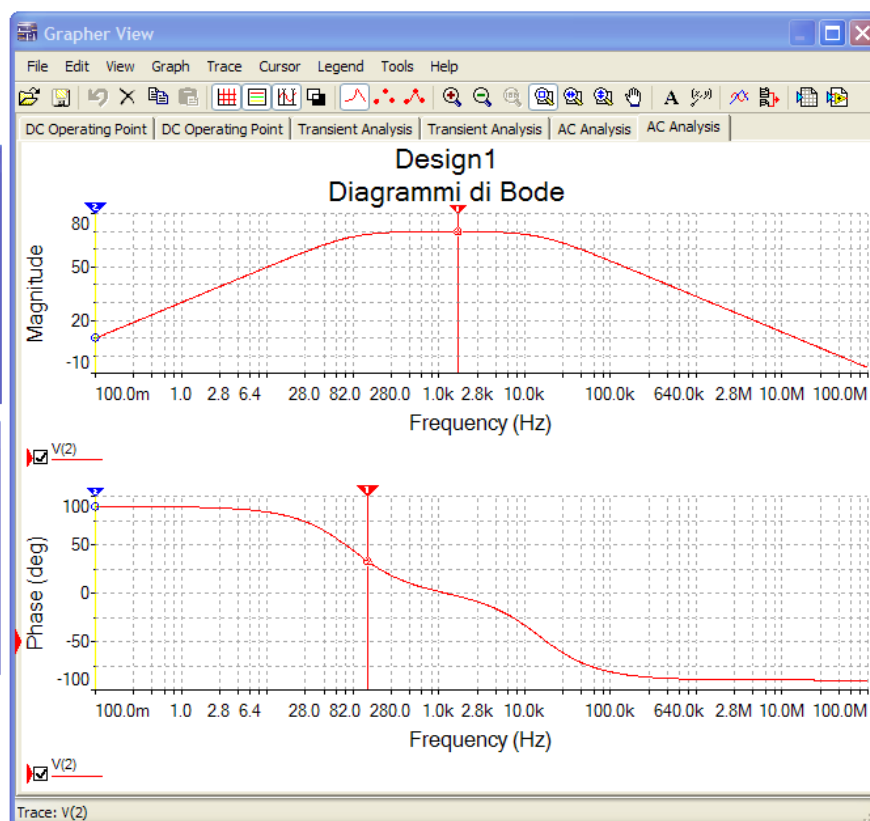 Grapher View
File Edit View Graph Trace Cursor Legend Tools Help
DC Operating Point DC Operating Point Transient Analysis Transient Analysis AC Analysis AC Analysis
Design1
Diagrammi di Bode
Magnitude
80
50
20
-10
100.0m 1.0 2.8 6.4 28.0 82.0 280.0 1.0k 2.8k 10.0k 100.0k 640.0k 2.8M 10.0M 100.0M
Frequency (Hz)
V(2)
Phase (deg)
100
50
0
-50
-100
100.0m 1.0 2.8 6.4 28.0 82.0 280.0 1.0k 2.8k 10.0k 100.0k 640.0k 2.8M 10.0M 100.0M
Frequency (Hz)
V(2)
Trace: V(2)